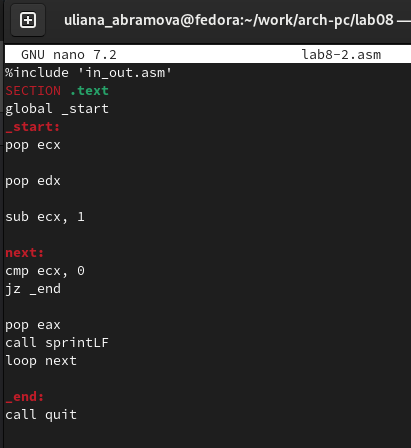 uliana_abramova@fedora:~/work/arch-pc/lab08 —
GNU nano 7.2 lab8-2.asm
%include 'in_out.asm'
SECTION .text
global _start
_start:
pop ecx
pop edx
sub ecx, 1
next:
cmp ecx, 0
jz _end
pop eax
call sprintLF
loop next
_end:
call quit